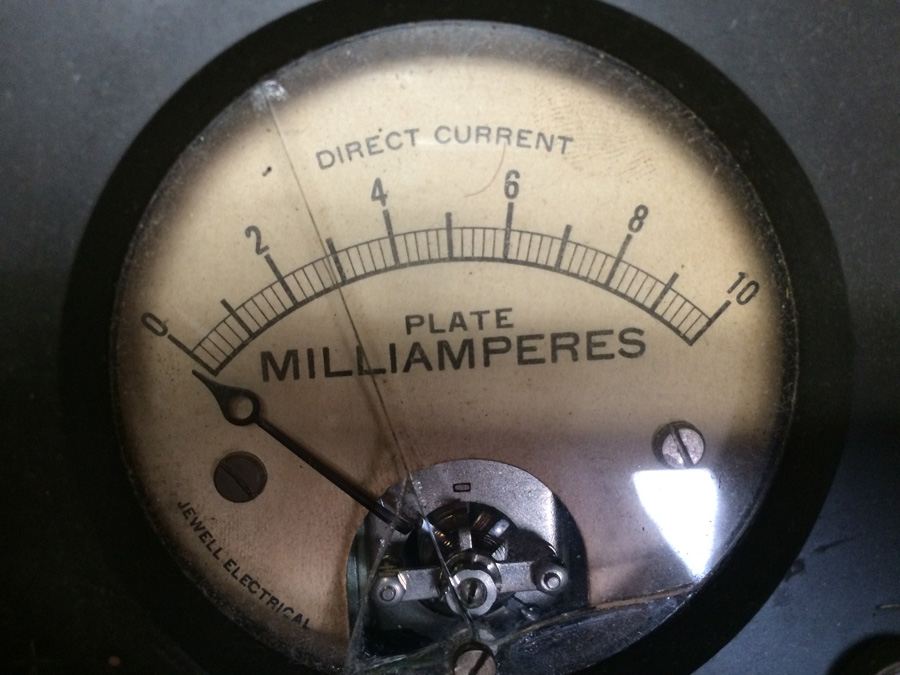 DIRECT CURRENT
0 2 4 6 8 10
PLATE
MILLIAMPERES
JEWELL ELECTRICAL